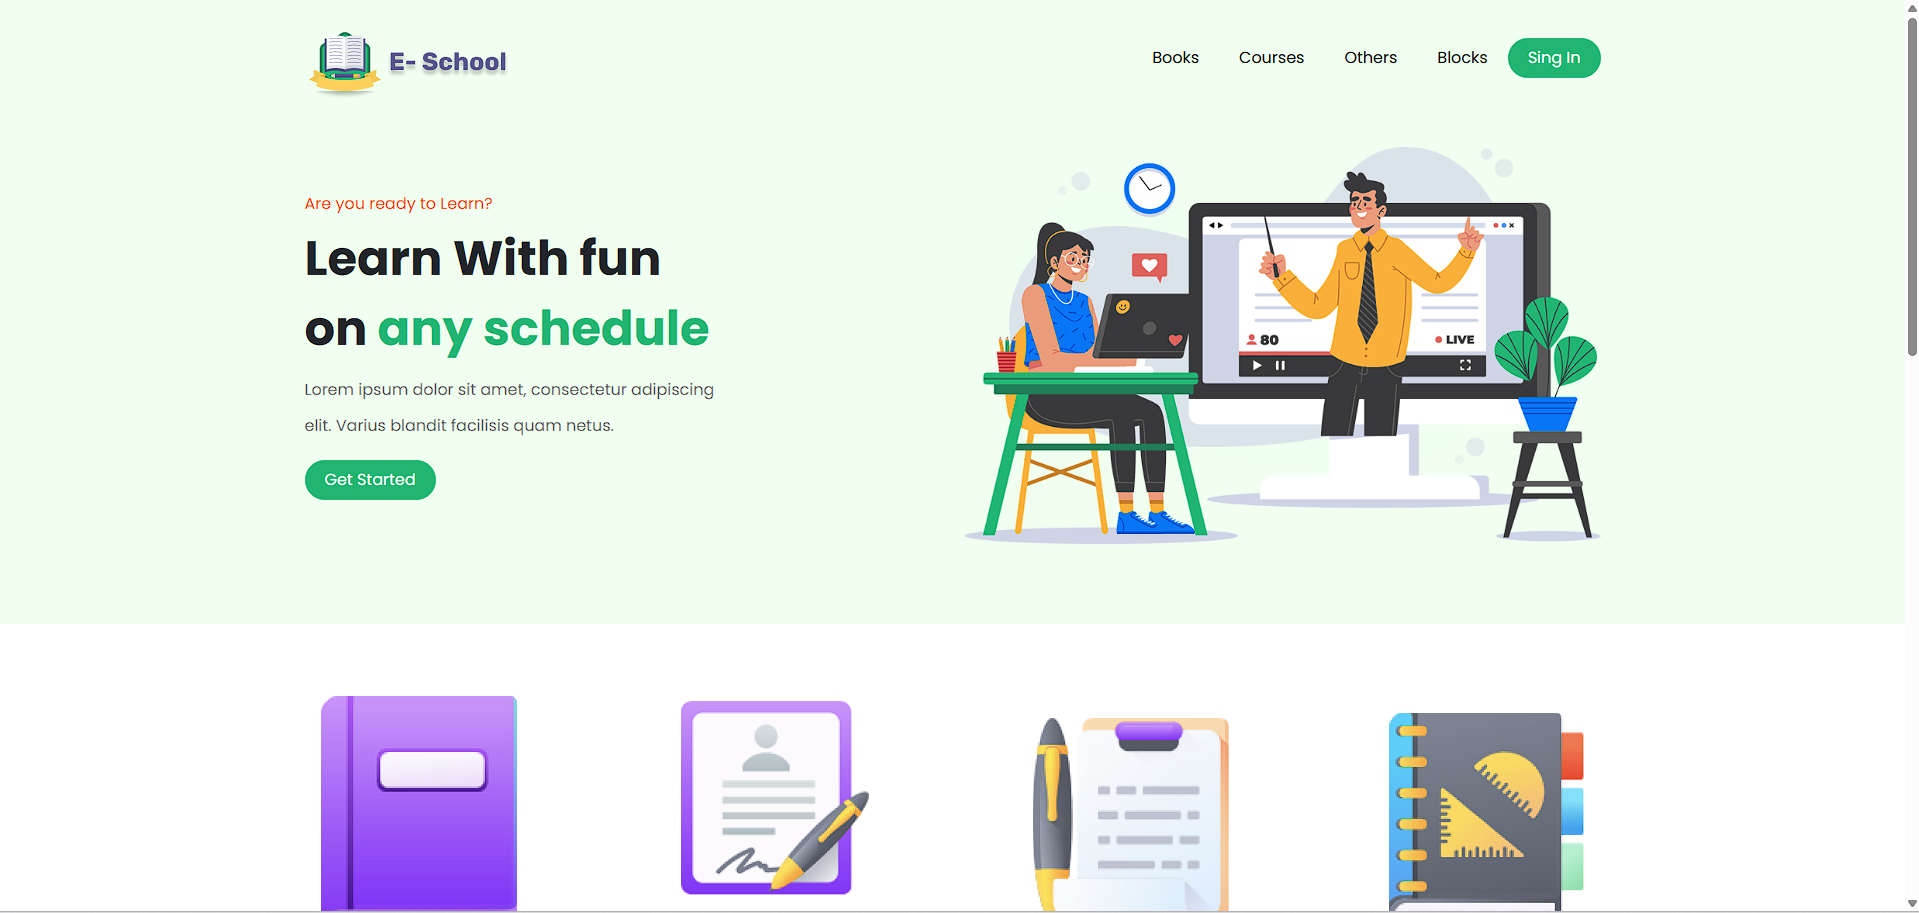 E- School
Books
Courses
Others
Blocks
Sing In
Are you ready to Learn?
Learn With fun
on any schedule
Lorem ipsum dolor sit amet, consectetur adipiscing
elit. Varius blandit facilisis quam netus.
Get Started
80
LIVE